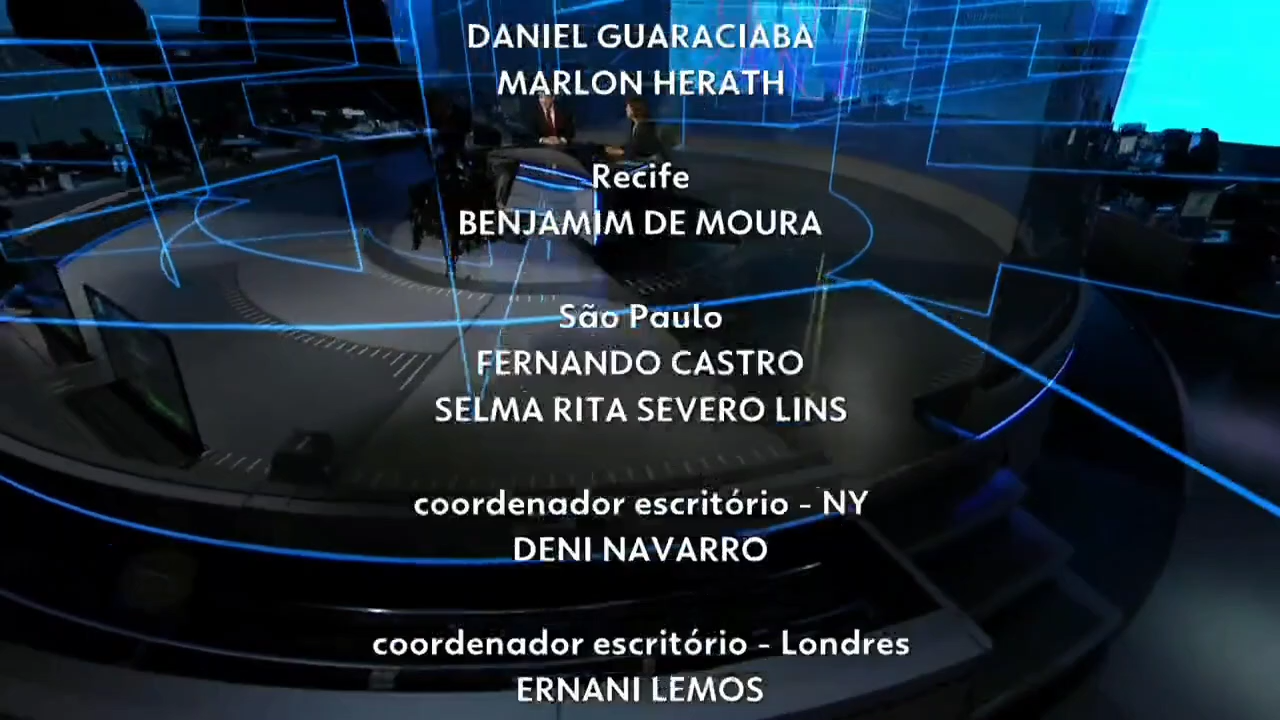 DANIEL GUARACIABA
MARLON HERATH
Recife
BENJAMIM DE MOURA
São Paulo
FERNANDO CASTRO
SELMA RITA SEVERO LINS
coordenador escritório - NY
DENI NAVARRO
coordenador escritório - Londres
ERNANI LEMOS